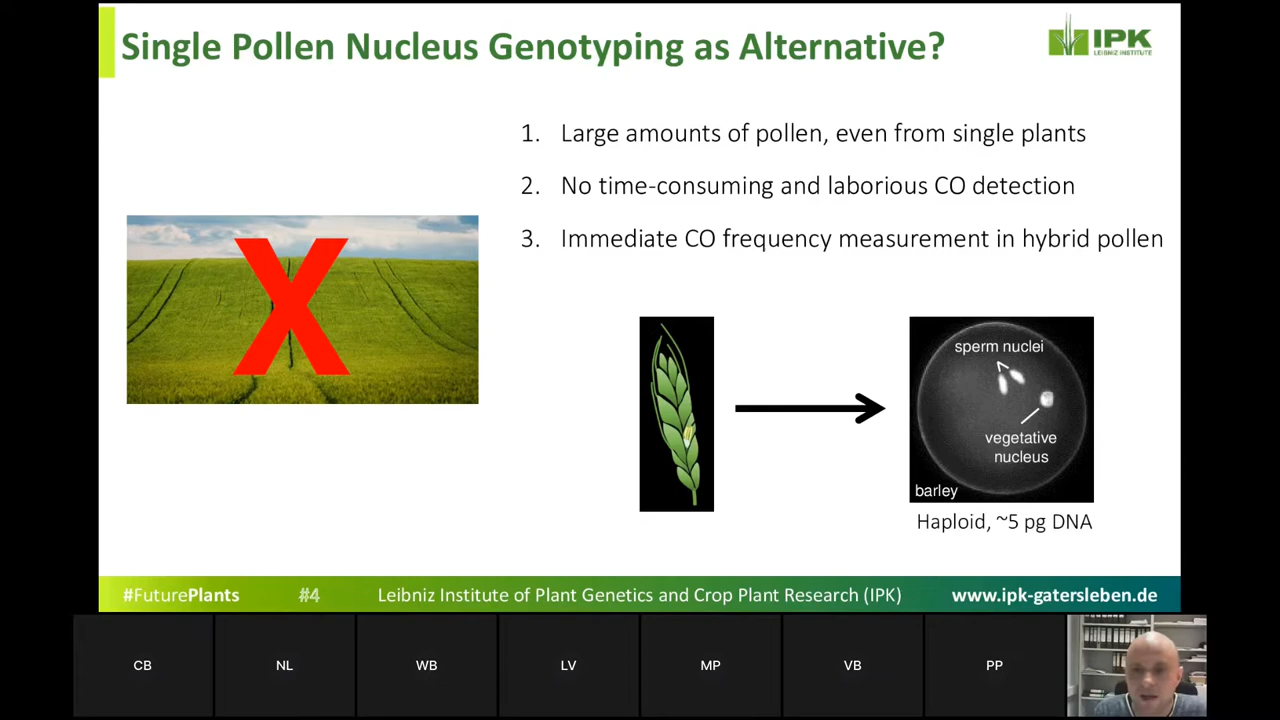 Single Pollen Nucleus Genotyping as Alternative?
IPK
LEIBNIZ INSTITUTE
1. Large amounts of pollen, even from single plants
2. No time-consuming and laborious CO detection
3. Immediate CO frequency measurement in hybrid pollen
X
sperm nuclei
vegetative
nucleus
barley
Haploid, ~5 pg DNA
#FuturePlants #4 Leibniz Institute of Plant Genetics and Crop Plant Research (IPK) www.ipk-gatersleben.de
CB NL WB LV MP VB PP